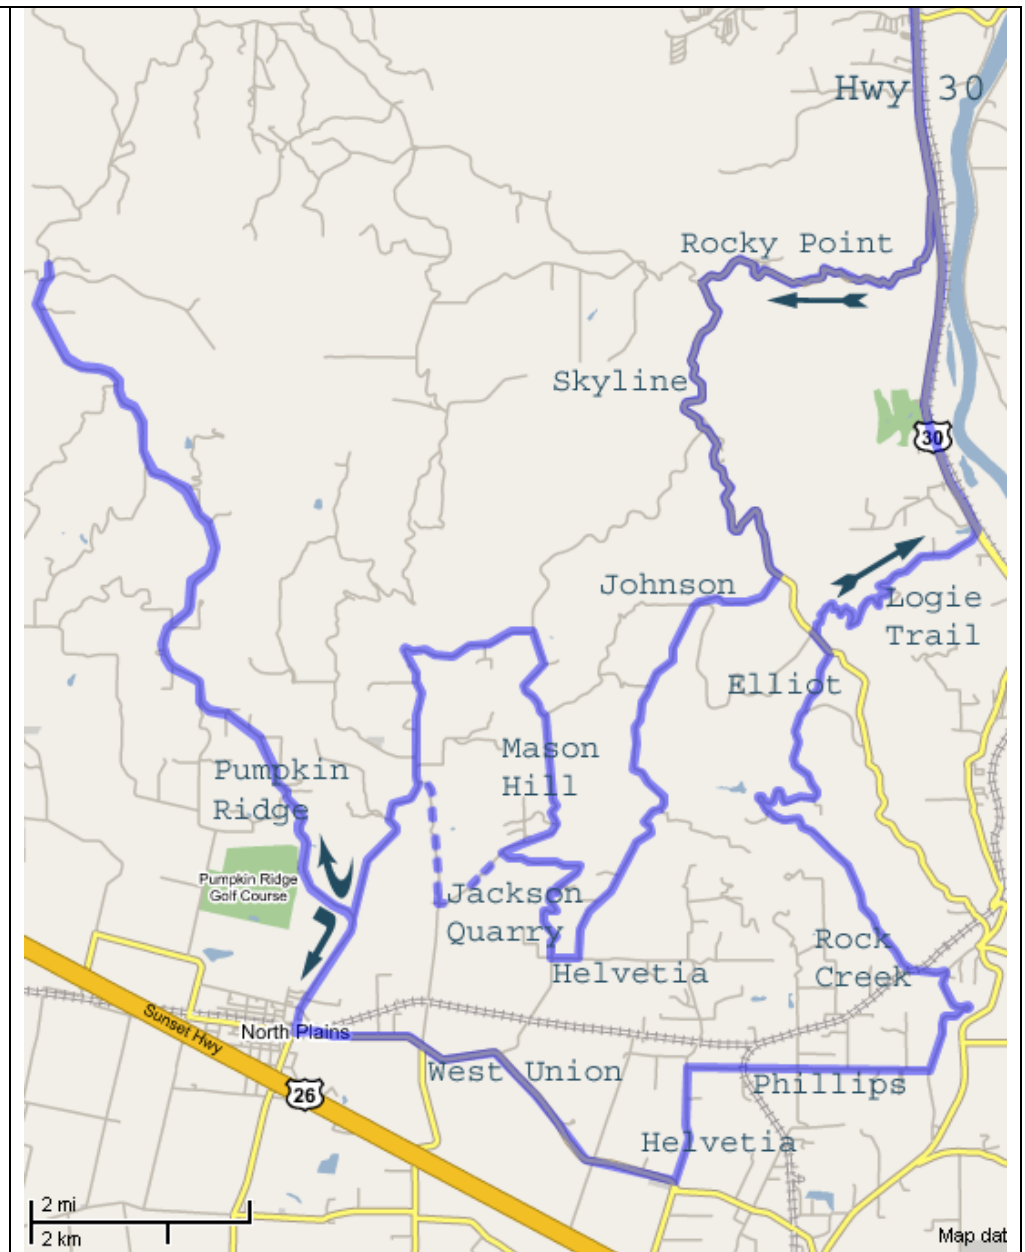 Hwy 30
Rocky Point
Skyline
30
Johnson
Logie
Trail
Elliot
Mason
Hill
Pumpkin
Ridge
Pumpkin Ridge
Golf Course
Jackson
Quarry
Rock
Creek
Helvetia
Sunset Hwy
North Plains
West Union
Phillips
26
Helvetia
2 mi
2 km
Map dat